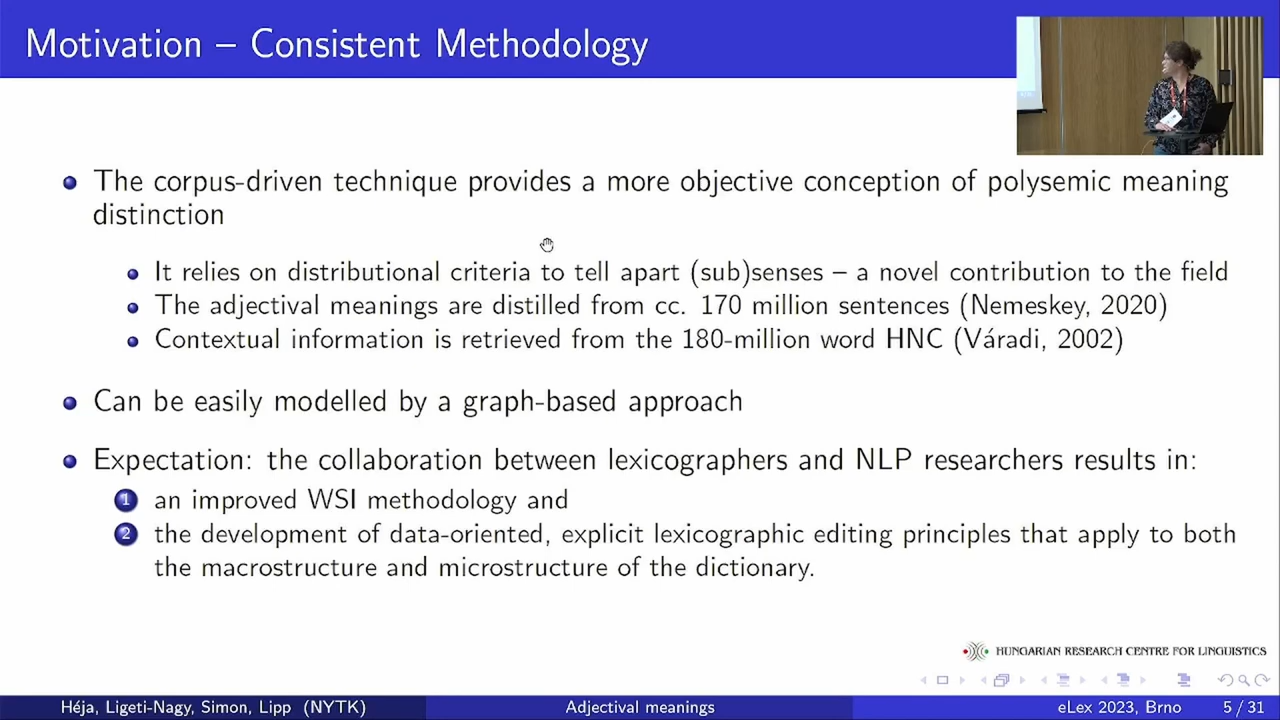 Motivation – Consistent Methodology
The corpus-driven technique provides a more objective conception of polysemic meaning
distinction
It relies on distributional criteria to tell apart (sub)senses – a novel contribution to the field
The adjectival meanings are distilled from cc. 170 million sentences (Nemeskey, 2020)
Contextual information is retrieved from the 180-million word HNC (Váradi, 2002)
Can be easily modelled by a graph-based approach
Expectation: the collaboration between lexicographers and NLP researchers results in:
1 an improved WSI methodology and
2 the development of data-oriented, explicit lexicographic editing principles that apply to both
the macrostructure and microstructure of the dictionary.
HUNGARIAN RESEARCH CENTRE FOR LINGUISTICS
Héja, Ligeti-Nagy, Simon, Lipp (NYTK) Adjectival meanings eLex 2023, Brno 5 / 31